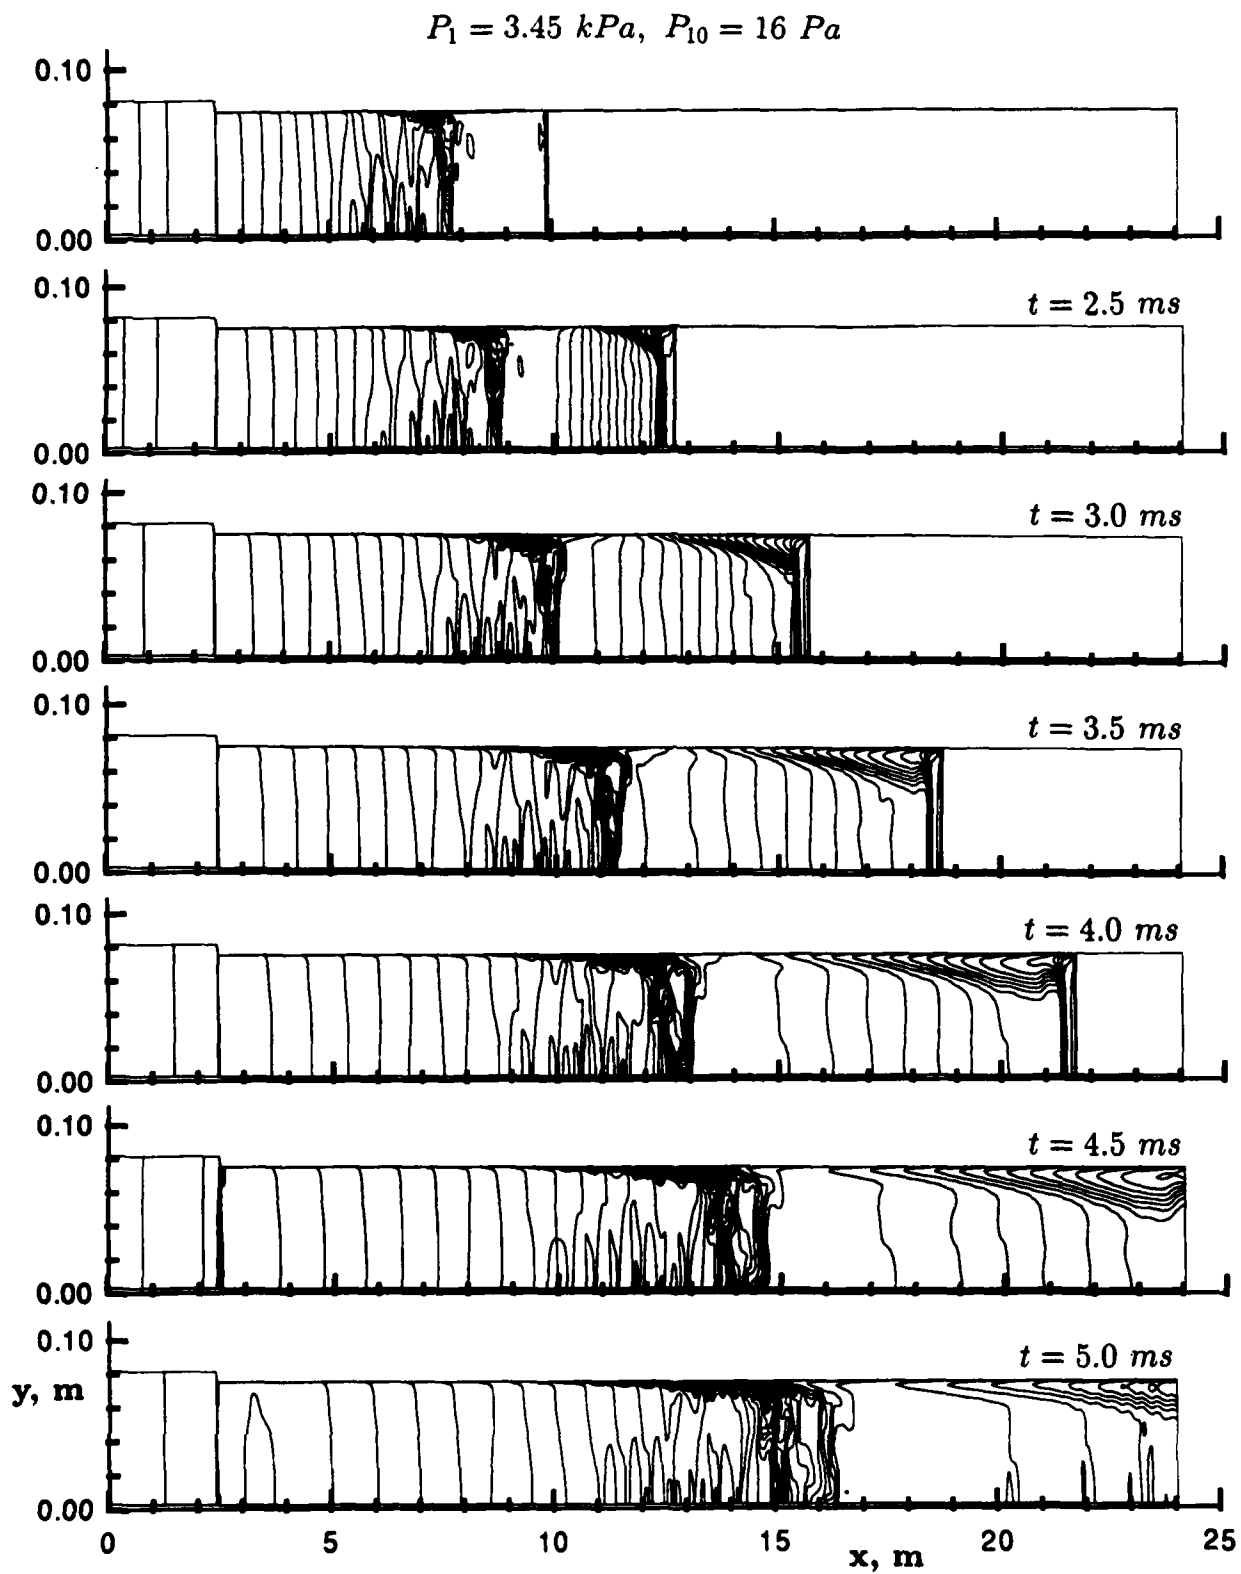 P₁ = 3.45 kPa, P₁₀ = 16 Pa
0.10
0.00
0.10
t = 2.5 ms
0.00
0.10
t = 3.0 ms
0.00
0.10
t = 3.5 ms
0.00
0.10
t = 4.0 ms
0.00
0.10
t = 4.5 ms
0.00
0.10
t = 5.0 ms
y, m
0.00
0 5 10 15 20 25
x, m